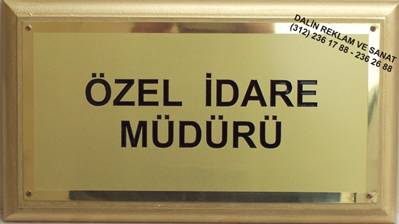 DALİN REKLAM VE SANAT
(312) 236 17 88 - 236 26 88
ÖZEL İDARE
MÜDÜRÜ